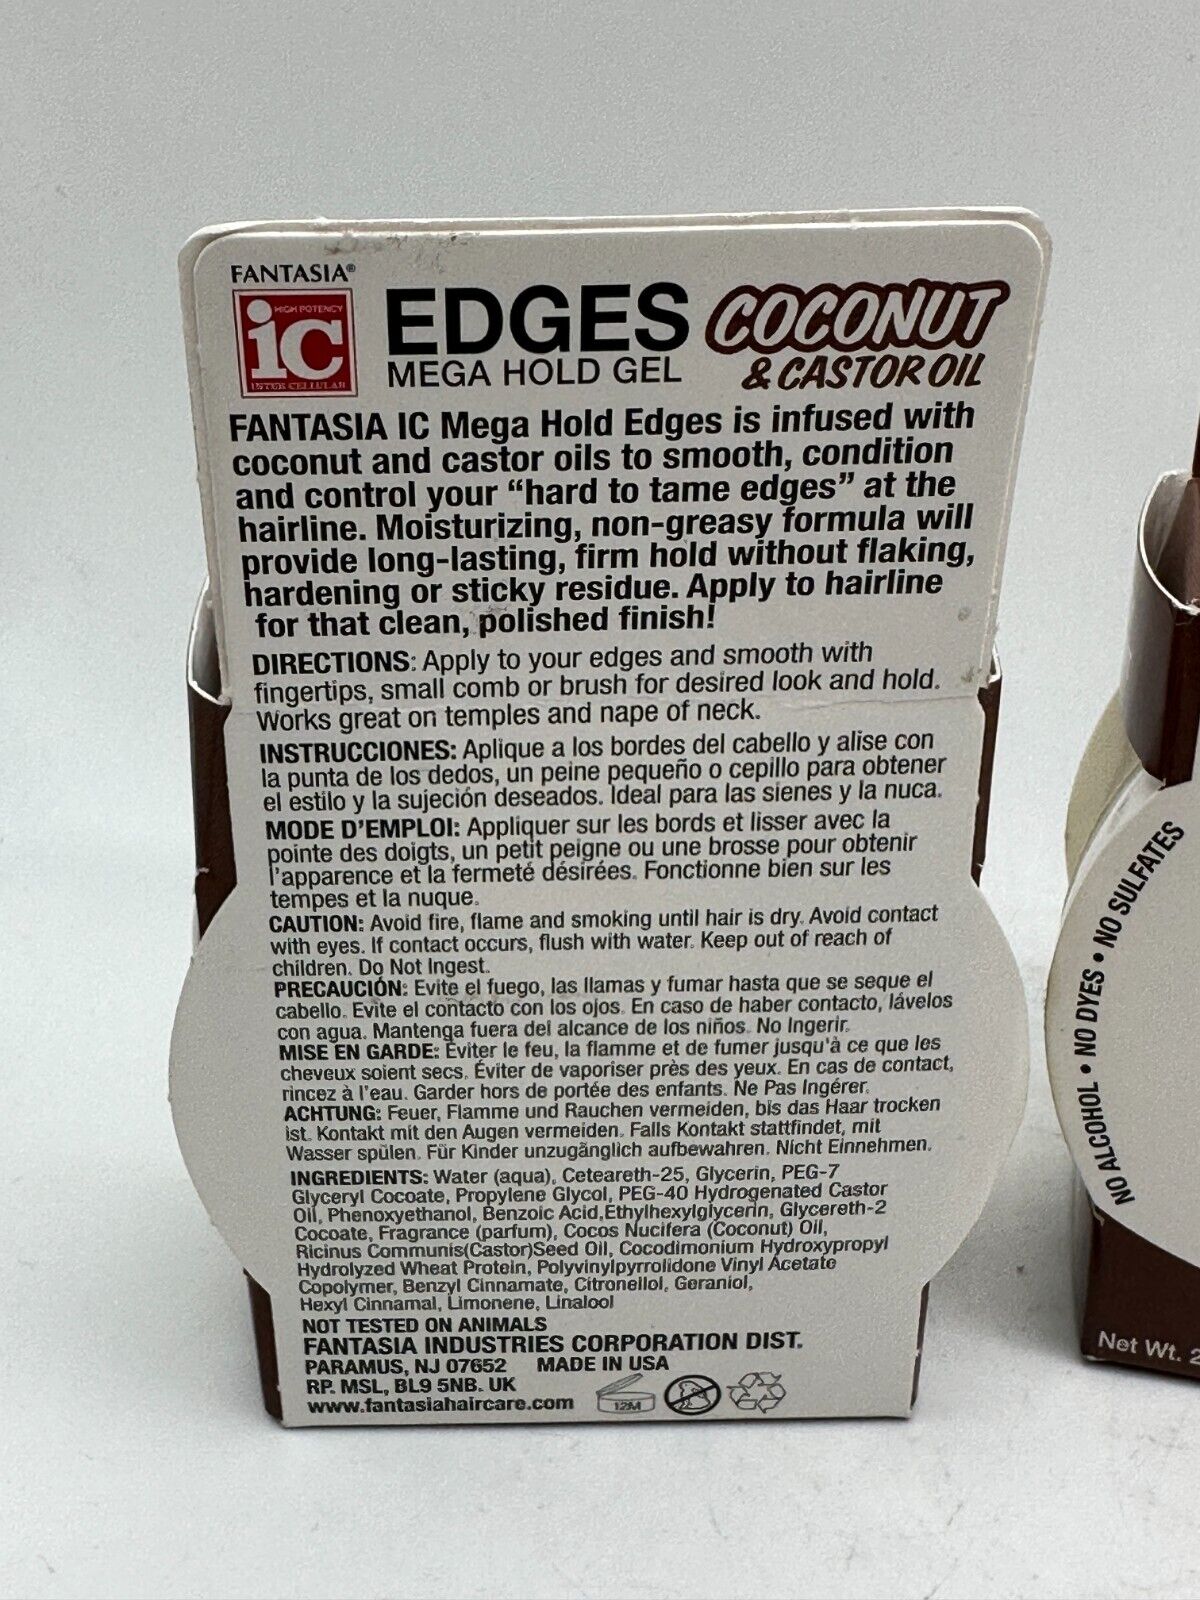 FANTASIA®
HIGH POTENCY
ic
INTER CELLULAR
EDGES
MEGA HOLD GEL
COCONUT
& CASTOR OIL
FANTASIA IC Mega Hold Edges is infused with
coconut and castor oils to smooth, condition
and control your “hard to tame edges” at the
hairline. Moisturizing, non-greasy formula will
provide long-lasting, firm hold without flaking,
hardening or sticky residue. Apply to hairline
for that clean, polished finish!
DIRECTIONS: Apply to your edges and smooth with
fingertips, small comb or brush for desired look and hold.
Works great on temples and nape of neck.
INSTRUCCIONES: Aplique a los bordes del cabello y alise con
la punta de los dedos, un peine pequeño o cepillo para obtener
el estilo y la sujeción deseados. Ideal para las sienes y la nuca.
MODE D'EMPLOI: Appliquer sur les bords et lisser avec la
pointe des doigts, un petit peigne ou une brosse pour obtenir
l'apparence et la fermeté désirées. Fonctionne bien sur les
tempes et la nuque.
CAUTION: Avoid fire, flame and smoking until hair is dry. Avoid contact
with eyes. If contact occurs, flush with water. Keep out of reach of
children. Do Not Ingest.
PRECAUCIÓN: Evite el fuego, las llamas y fumar hasta que se seque el
cabello. Evite el contacto con los ojos. En caso de haber contacto, lávelos
con agua. Mantenga fuera del alcance de los niños. No Ingerir.
MISE EN GARDE: Éviter le feu, la flamme et de fumer jusqu'à ce que les
cheveux soient secs. Éviter de vaporiser près des yeux. En cas de contact,
rincez à l'eau. Garder hors de portée des enfants. Ne Pas Ingérer.
ACHTUNG: Feuer, Flamme und Rauchen vermeiden, bis das Haar trocken
ist. Kontakt mit den Augen vermeiden. Falls Kontakt stattfindet, mit
Wasser spülen. Für Kinder unzugänglich aufbewahren. Nicht Einnehmen.
INGREDIENTS: Water (aqua), Ceteareth-25, Glycerin, PEG-7
Glyceryl Cocoate, Propylene Glycol, PEG-40 Hydrogenated Castor
Oil, Phenoxyethanol, Benzoic Acid,Ethylhexylglycerin, Glycereth-2
Cocoate, Fragrance (parfum), Cocos Nucifera (Coconut) Oil,
Ricinus Communis(Castor)Seed Oil, Cocodimonium Hydroxypropyl
Hydrolyzed Wheat Protein, Polyvinylpyrrolidone Vinyl Acetate
Copolymer, Benzyl Cinnamate, Citronellol, Geraniol,
Hexyl Cinnamal, Limonene, Linalool
NOT TESTED ON ANIMALS
FANTASIA INDUSTRIES CORPORATION DIST.
PARAMUS, NJ 07652 MADE IN USA
RP. MSL, BL9 5NB. UK
www.fantasiahaircare.com
12M
NO ALCOHOL • NO DYES • NO SULFATES
Net Wt. 2